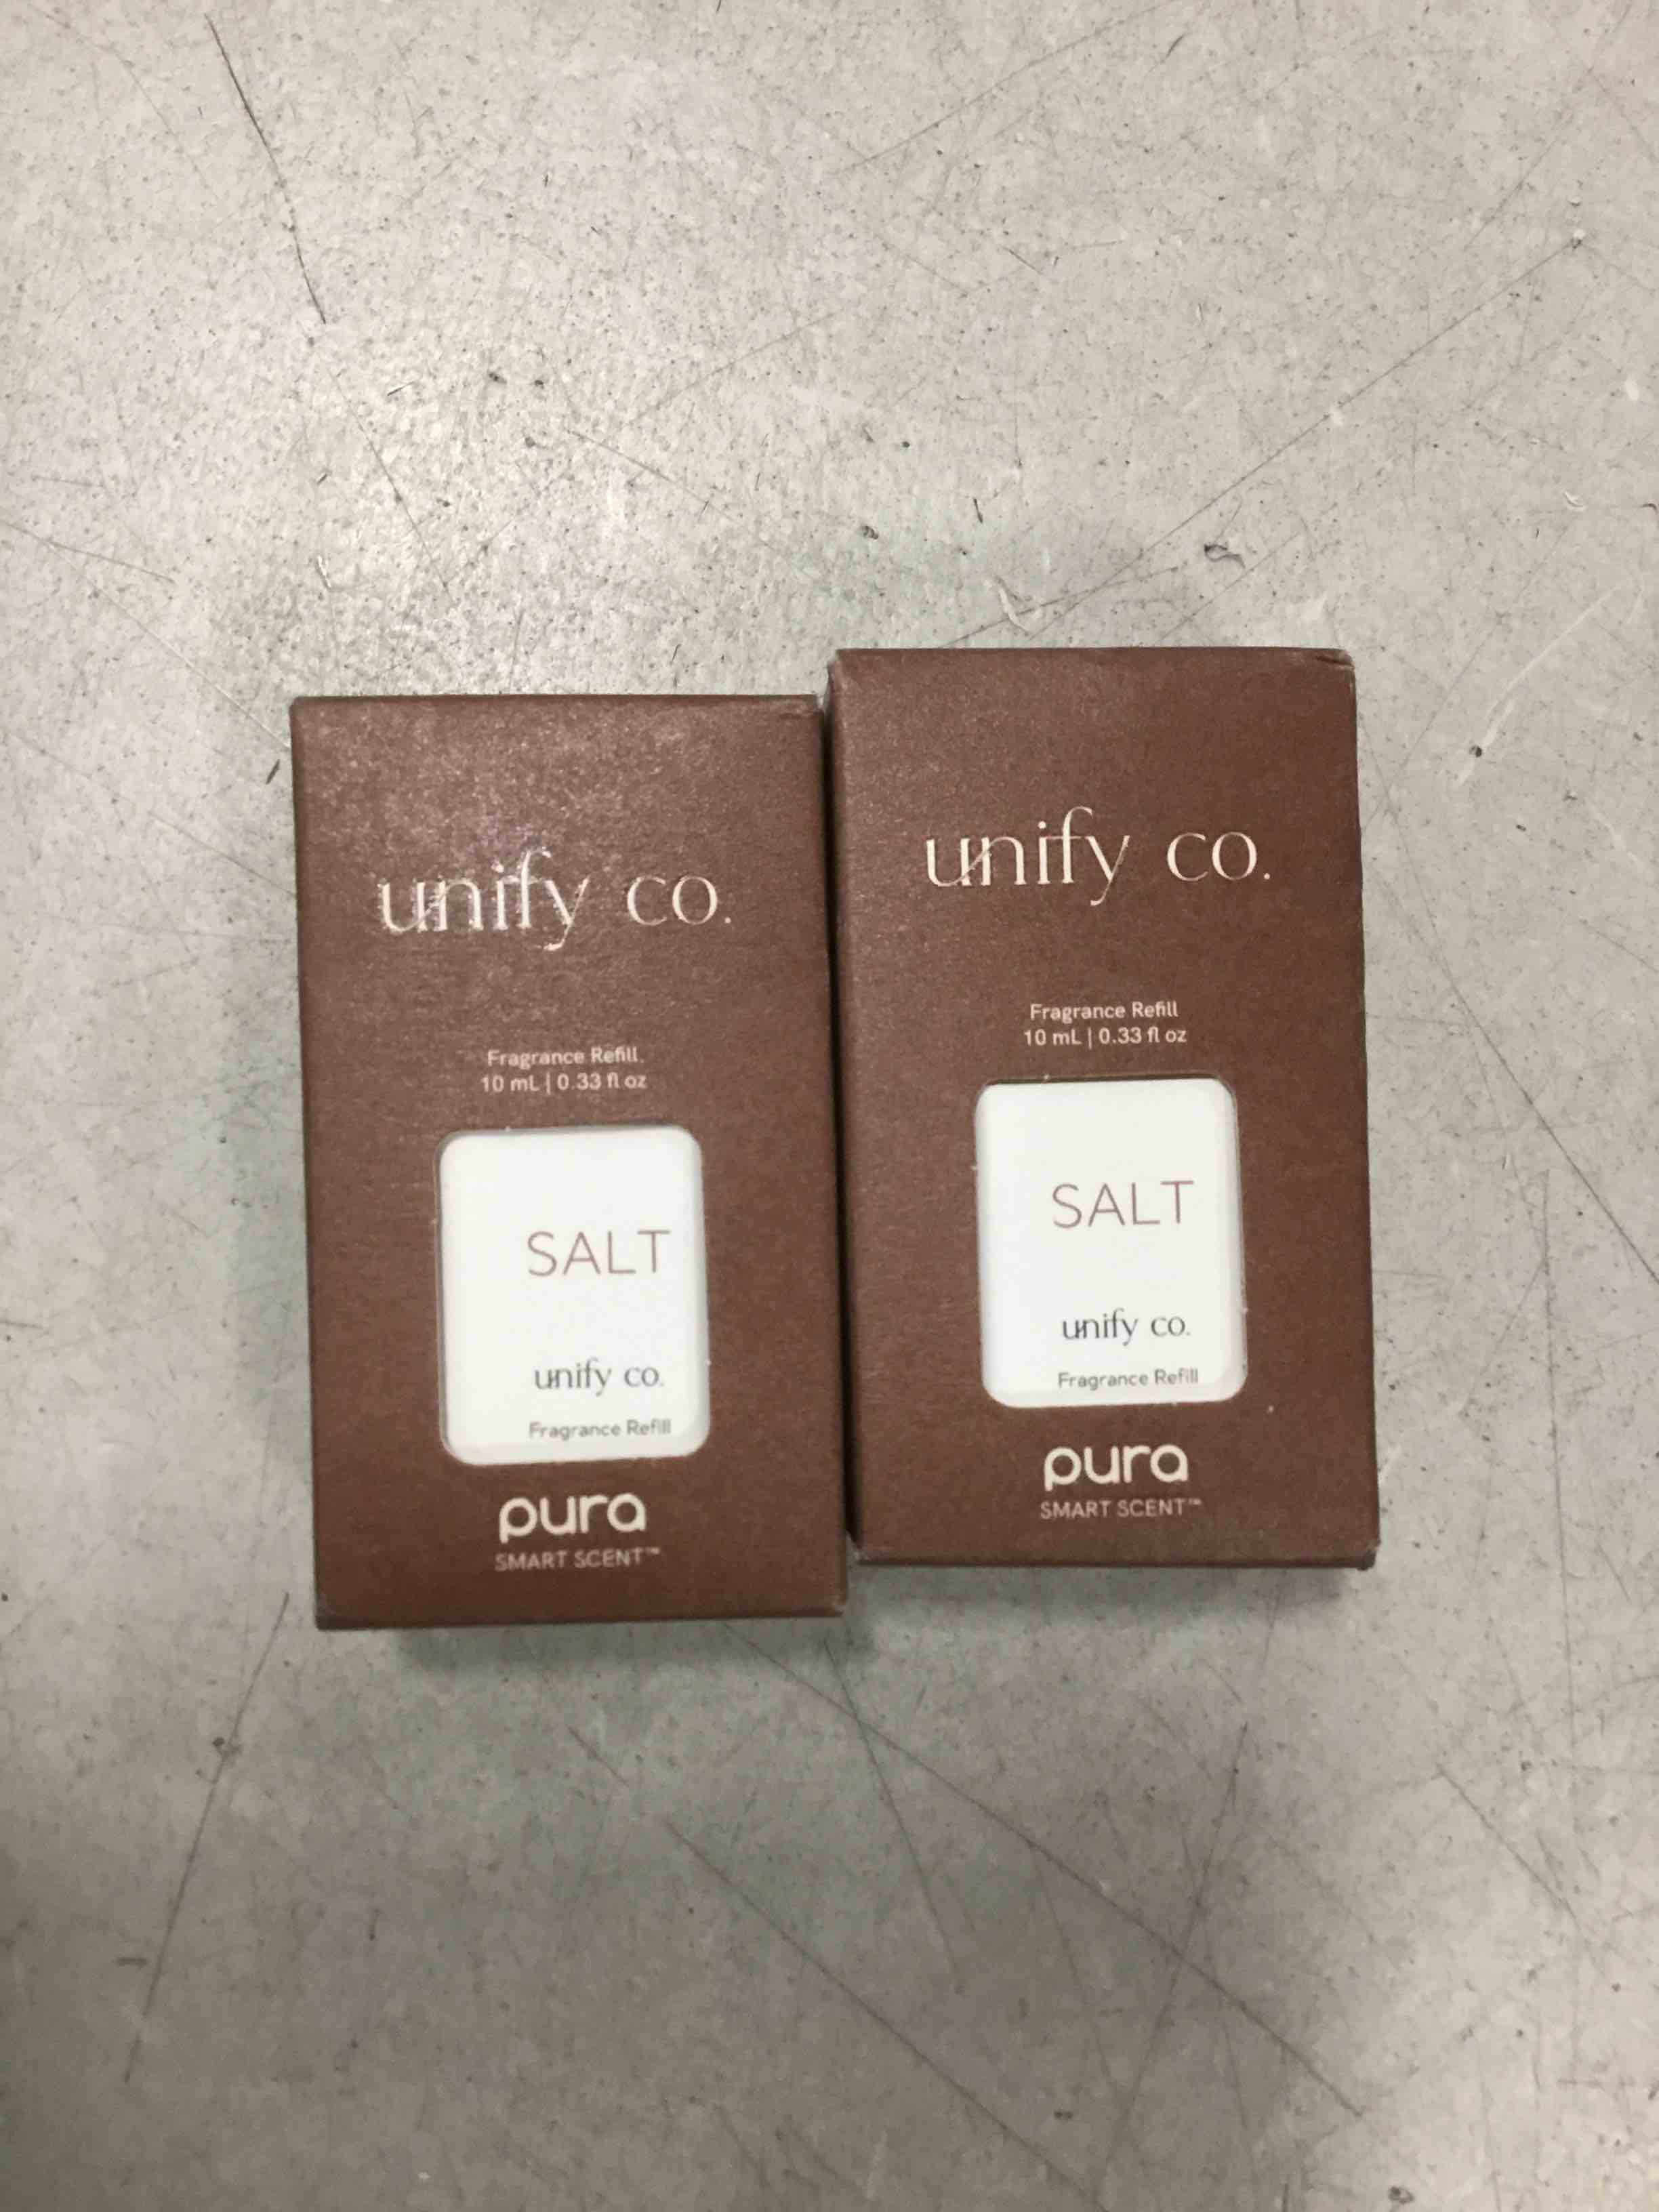 unify co.
Fragrance Refill
10 mL | 0.33 fl oz
SALT
unify co.
Fragrance Refill
pura
SMART SCENT™
unify co.
Fragrance Refill
10 mL | 0.33 fl oz
SALT
unify co.
Fragrance Refill
pura
SMART SCENT™